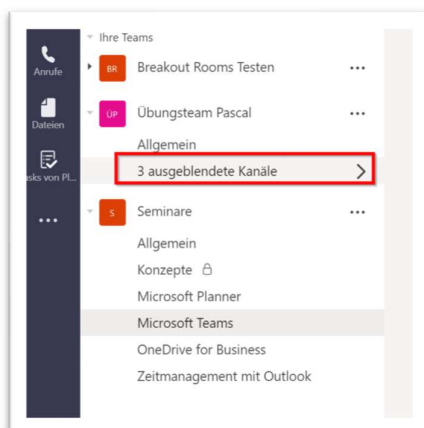 Ihre Teams
Anrufe
BR Breakout Rooms Testen ...
Dateien
ÜP Übungsteam Pascal ...
Allgemein
3 ausgeblendete Kanäle
asks von Pl...
...
S Seminare ...
Allgemein
Konzepte
Microsoft Planner
Microsoft Teams
OneDrive for Business
Zeitmanagement mit Outlook